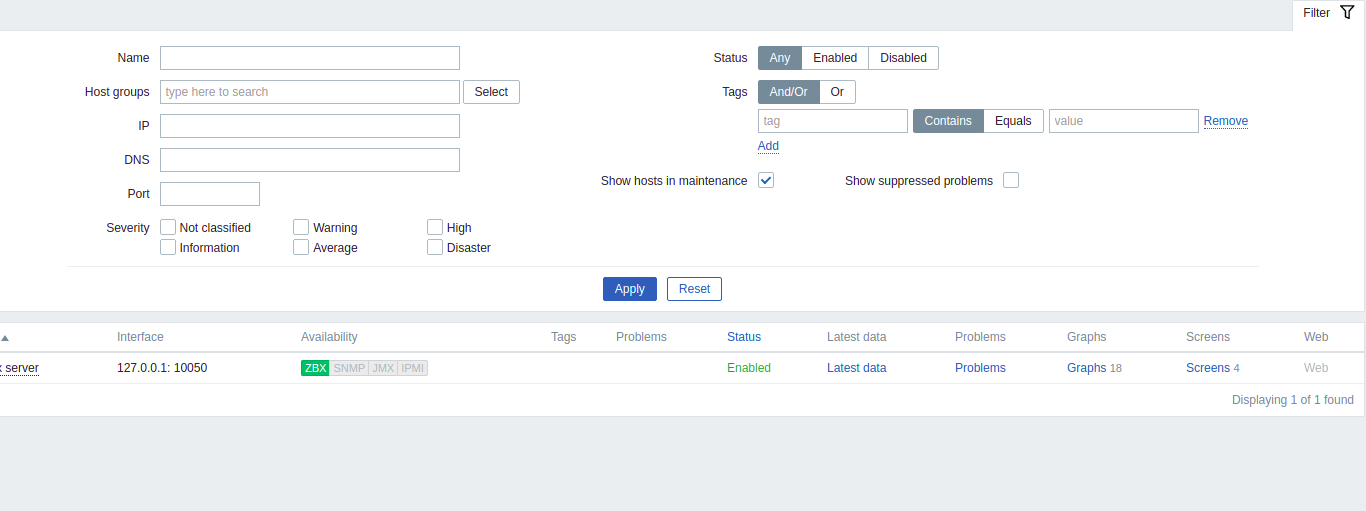 Filter
Name
Status Any Enabled Disabled
Host groups type here to search Select
Tags And/Or Or
IP
tag Contains Equals value Remove
DNS
Add
Port
Show hosts in maintenance Show suppressed problems
Severity Not classified Warning High
Information Average Disaster
Apply Reset
Interface Availability Tags Problems Status Latest data Problems Graphs Screens Web
server 127.0.0.1: 10050 ZBX SNMP JMX IPMI Enabled Latest data Problems Graphs 18 Screens 4 Web
Displaying 1 of 1 found